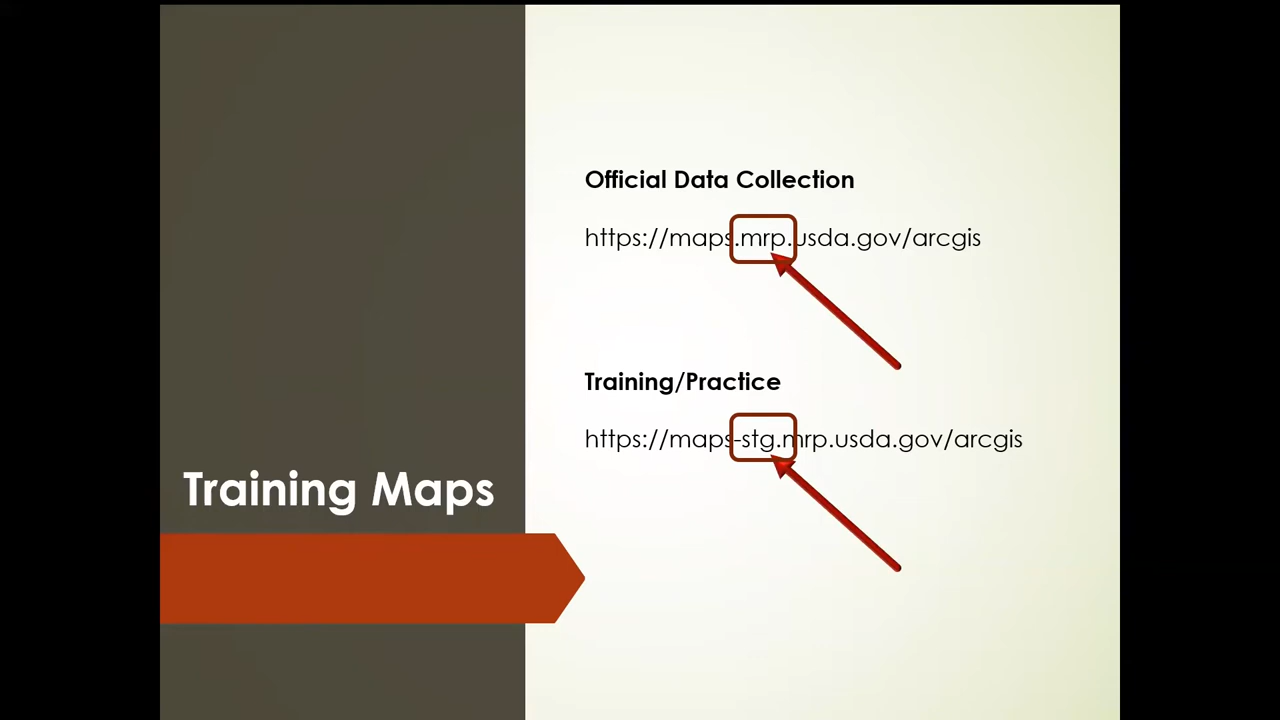 Training Maps
Official Data Collection
https://maps.mrp.usda.gov/arcgis
Training/Practice
https://maps-stg.mrp.usda.gov/arcgis